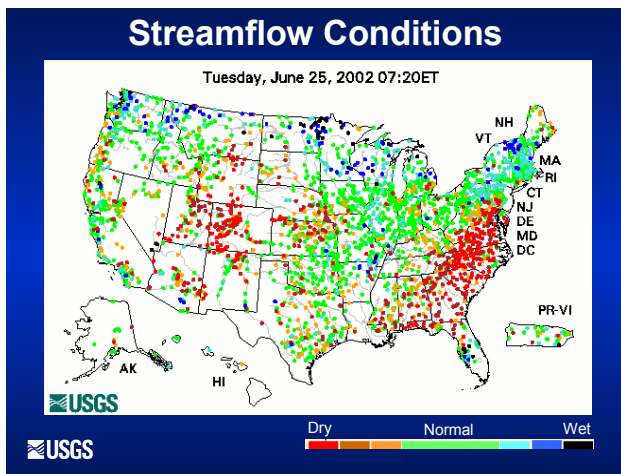 Streamflow Conditions
Tuesday, June 25, 2002 07:20ET
NH
VT
MA
RI
CT
NJ
DE
MD
DC
PR-VI
AK
HI
USGS
Dry Normal Wet
USGS